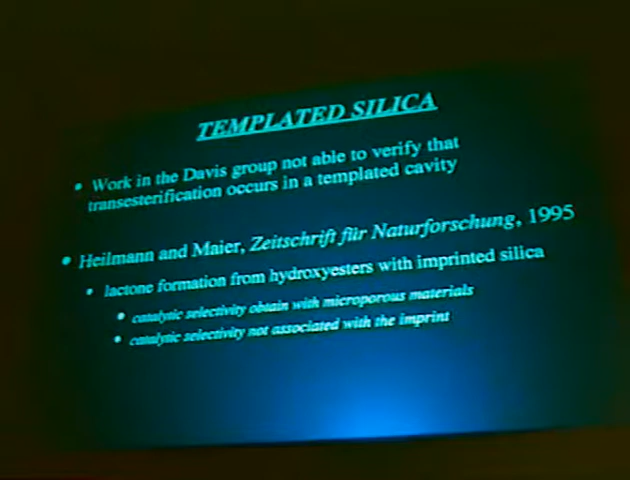 TEMPLATED SILICA
• Work in the Davis group not able to verify that
transesterification occurs in a templated cavity
• Heilmann and Maier, Zeitschrift für Naturforschung, 1995
• lactone formation from hydroxyesters with imprinted silica
• catalytic selectivity obtain with microporous materials
• catalytic selectivity not associated with the imprint